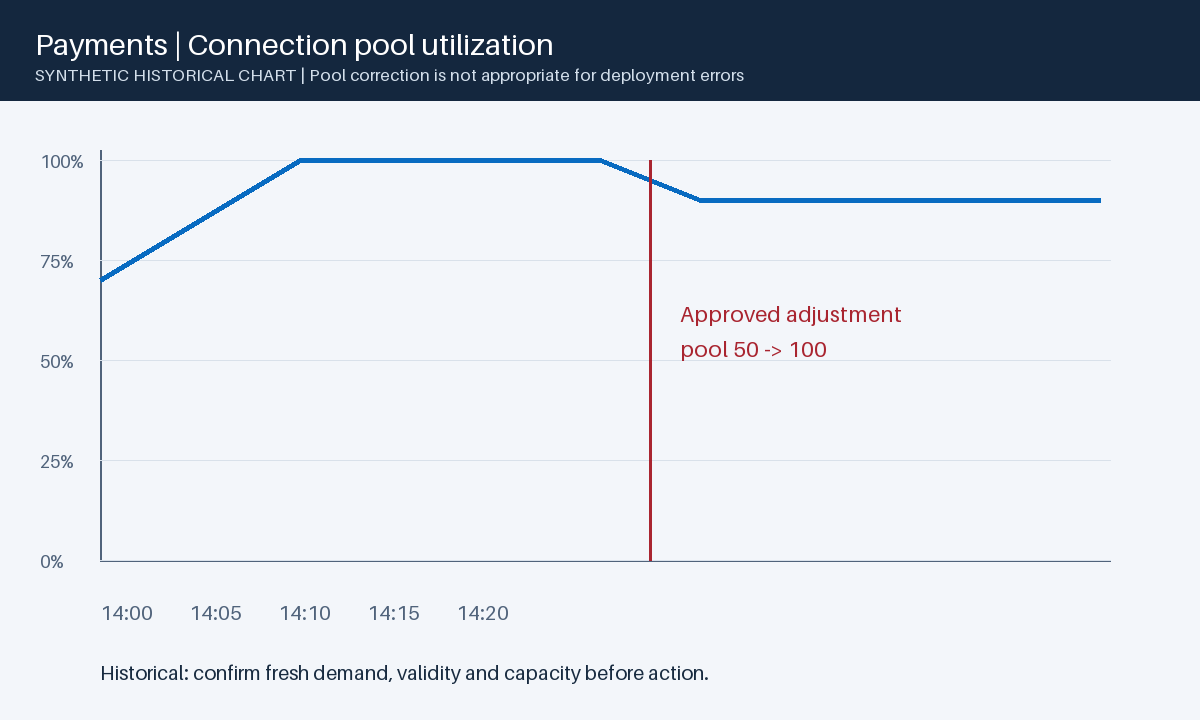 Payments | Connection pool utilization
SYNTHETIC HISTORICAL CHART | Pool correction is not appropriate for deployment errors
100%
75%
Approved adjustment
pool 50 -> 100
50%
25%
0%
14:00 14:05 14:10 14:15 14:20
Historical: confirm fresh demand, validity and capacity before action.